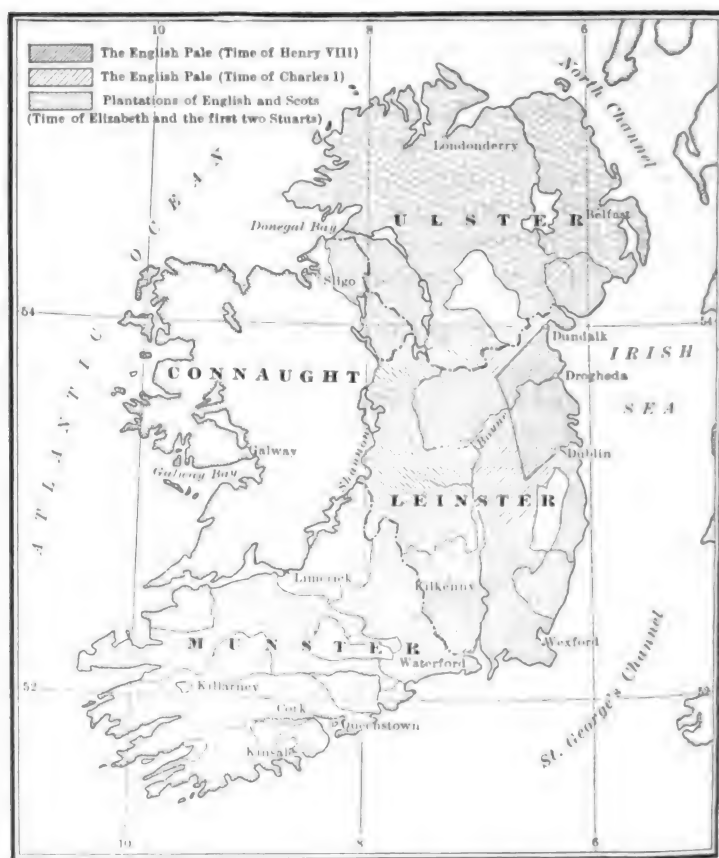 10
8
6
The English Pale (Time of Henry VIII)
The English Pale (Time of Charles I)
Plantations of English and Scots
(Time of Elizabeth and the first two Stuarts)
North Channel
Londonderry
ATLANTIC OCEAN
ULSTER
Belfast
Donegal Bay
Sligo
54
54
Dundalk
IRISH
SEA
CONNAUGHT
Drogheda
Boyne
Galway
Shannon
Dublin
Galway Bay
LEINSTER
Limerick
Kilkenny
MUNSTER
Wexford
Waterford
St. George's Channel
52
52
Killarney
Cork
Queenstown
Kinsale
10
8
6